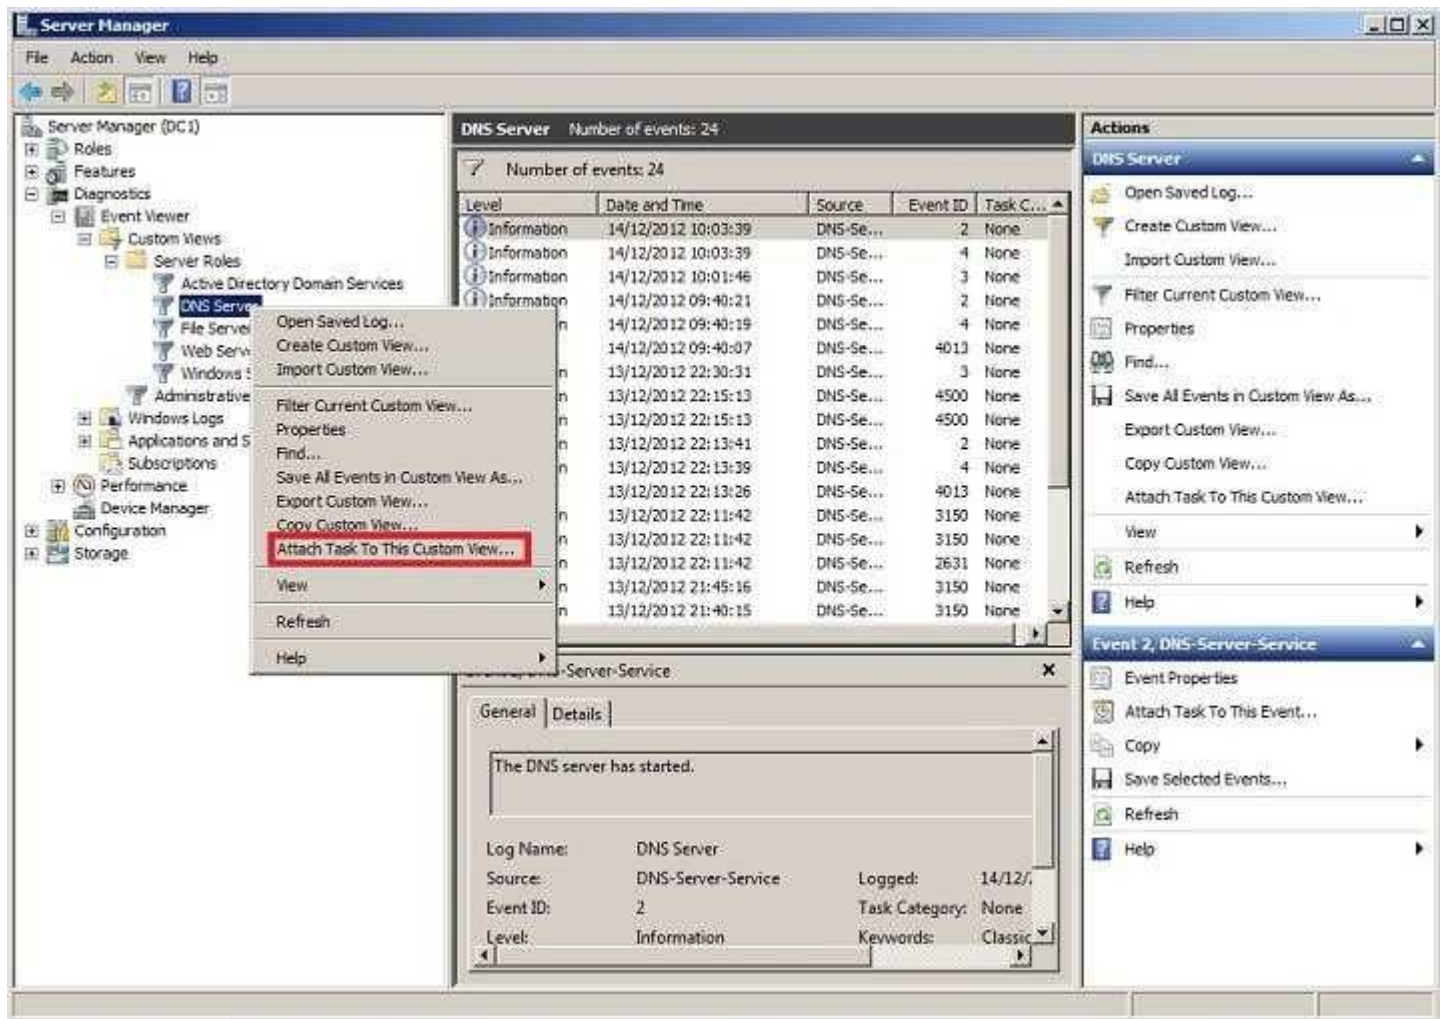 Server Manager
File Action View Help
Server Manager (DC1)
Roles
Features
Diagnostics
Event Viewer
Custom Views
Server Roles
Active Directory Domain Services
DNS Server
File Server
Web Serv
Windows S
Administrative
Windows Logs
Applications and S
Subscriptions
Performance
Device Manager
Configuration
Storage
Open Saved Log...
Create Custom View...
Import Custom View...
Filter Current Custom View...
Properties
Find...
Save All Events in Custom View As...
Export Custom View...
Copy Custom View...
Attach Task To This Custom View...
View
Refresh
Help
DNS Server Number of events: 24
Number of events: 24
Level Date and Time Source Event ID Task C...
Information 14/12/2012 10:03:39 DNS-Se... 2 None
Information 14/12/2012 10:03:39 DNS-Se... 4 None
Information 14/12/2012 10:01:46 DNS-Se... 3 None
Information 14/12/2012 09:40:21 DNS-Se... 2 None
n 14/12/2012 09:40:19 DNS-Se... 4 None
14/12/2012 09:40:07 DNS-Se... 4013 None
n 13/12/2012 22:30:31 DNS-Se... 3 None
n 13/12/2012 22:15:13 DNS-Se... 4500 None
n 13/12/2012 22:15:13 DNS-Se... 4500 None
n 13/12/2012 22:13:41 DNS-Se... 2 None
n 13/12/2012 22:13:39 DNS-Se... 4 None
13/12/2012 22:13:26 DNS-Se... 4013 None
n 13/12/2012 22:11:42 DNS-Se... 3150 None
n 13/12/2012 22:11:42 DNS-Se... 3150 None
n 13/12/2012 22:11:42 DNS-Se... 2631 None
n 13/12/2012 21:45:16 DNS-Se... 3150 None
n 13/12/2012 21:40:15 DNS-Se... 3150 None
-Server-Service
General Details
The DNS server has started.
Log Name: DNS Server
Source: DNS-Server-Service Logged: 14/12/
Event ID: 2 Task Category: None
Level: Information Keywords: Classic
Actions
DNS Server
Open Saved Log...
Create Custom View...
Import Custom View...
Filter Current Custom View...
Properties
Find...
Save All Events in Custom View As...
Export Custom View...
Copy Custom View...
Attach Task To This Custom View...
View
Refresh
Help
Event 2, DNS-Server-Service
Event Properties
Attach Task To This Event...
Copy
Save Selected Events...
Refresh
Help